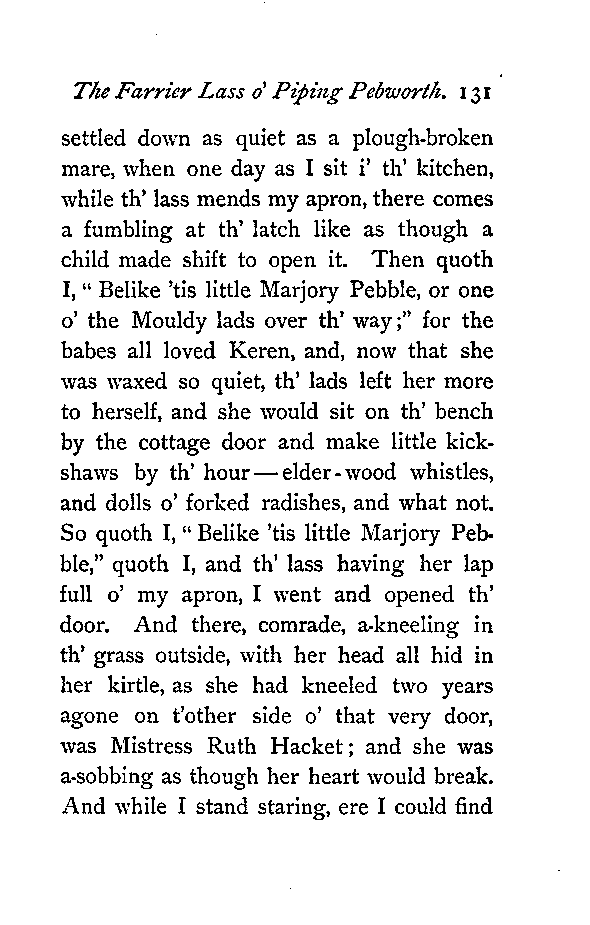 The Farrier Lass o' Piping Pebworth. 131
settled down as quiet as a plough-broken
mare, when one day as I sit i' th' kitchen,
while th' lass mends my apron, there comes
a fumbling at th' latch like as though a
child made shift to open it. Then quoth
I, “ Belike 'tis little Marjory Pebble, or one
o' the Mouldy lads over th' way;” for the
babes all loved Keren, and, now that she
was waxed so quiet, th' lads left her more
to herself, and she would sit on th' bench
by the cottage door and make little kick-
shaws by th' hour—elder-wood whistles,
and dolls o' forked radishes, and what not.
So quoth I, “ Belike 'tis little Marjory Peb-
ble,” quoth I, and th' lass having her lap
full o' my apron, I went and opened th'
door. And there, comrade, a-kneeling in
th' grass outside, with her head all hid in
her kirtle, as she had kneeled two years
agone on t'other side o' that very door,
was Mistress Ruth Hacket; and she was
a-sobbing as though her heart would break.
And while I stand staring, ere I could find